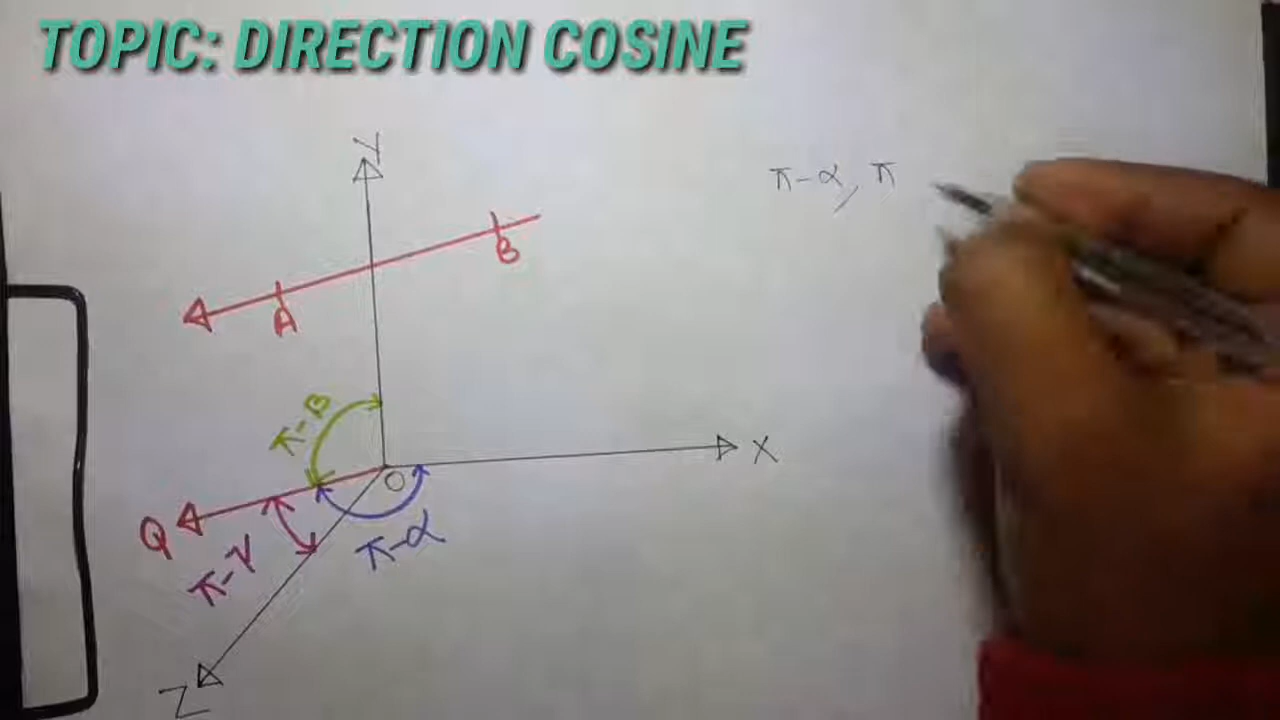 TOPIC: DIRECTION COSINE
Y
π-α, π
B
A
π-β
X
O
Q
π-γ
π-α
Z